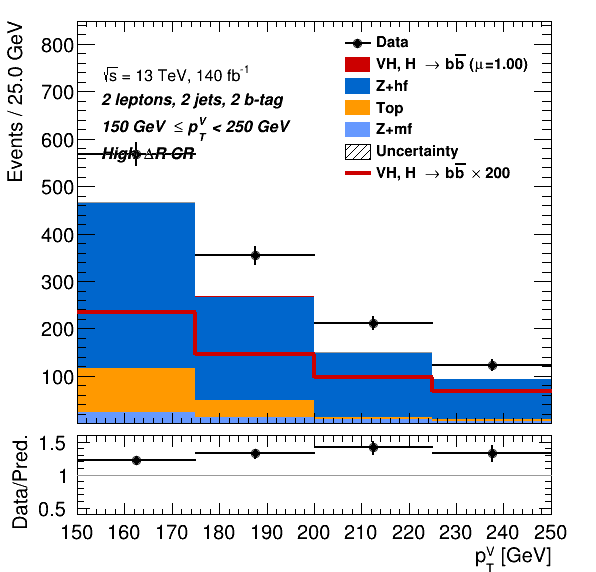 Events / 25.0 GeV
800
700
600
500
400
300
200
100
√s = 13 TeV, 140 fb⁻¹
2 leptons, 2 jets, 2 b-tag
150 GeV ≤ p_T^V < 250 GeV
High ΔR CR
Data
VH, H → bb̅ (μ=1.00)
Z+hf
Top
Z+mf
Uncertainty
VH, H → bb̅ × 200
Data/Pred.
1.5
1
0.5
150 160 170 180 190 200 210 220 230 240 250
p_T^V [GeV]